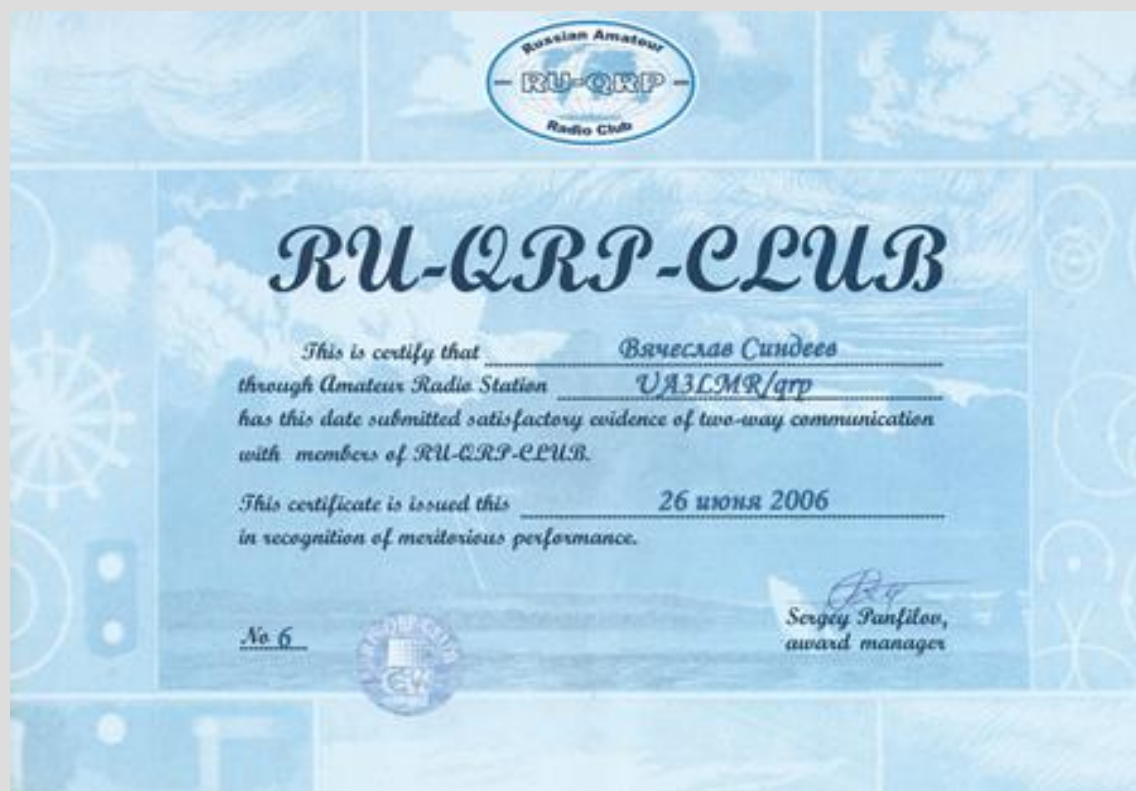 Russian Amateur
RU-QRP
Radio Club
RU-QRP-CLUB
This is certify that Вячеслав Синдеев
through Amateur Radio Station UA3LMR/qrp
has this date submitted satisfactory evidence of two-way communication
with members of RU-QRP-CLUB.
This certificate is issued this 26 июня 2006
in recognition of meritorious performance.
Sergey Panfilov,
No 6
award manager